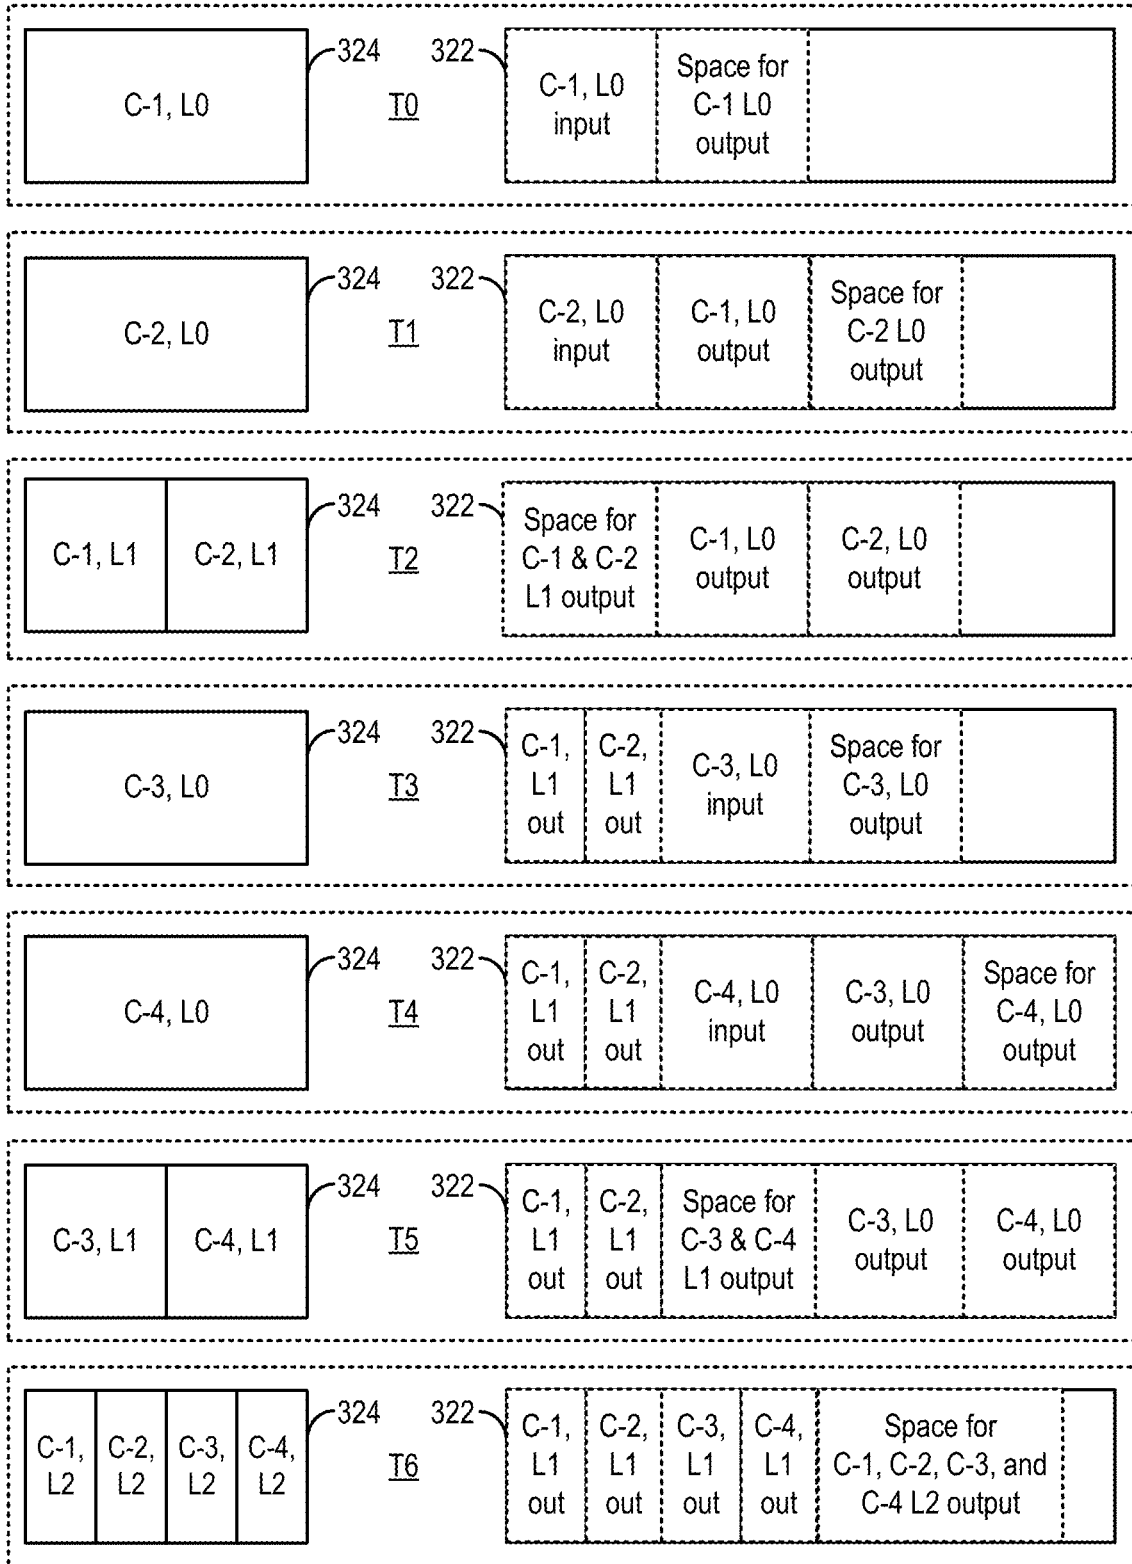 324
322
C-1, L0
T0
C-1, L0
input
Space for
C-1 L0
output
324
322
C-2, L0
T1
C-2, L0
input
C-1, L0
output
Space for
C-2 L0
output
324
322
C-1, L1
C-2, L1
T2
Space for
C-1 & C-2
L1 output
C-1, L0
output
C-2, L0
output
324
322
C-3, L0
T3
C-1,
L1
out
C-2,
L1
out
C-3, L0
input
Space for
C-3, L0
output
324
322
C-4, L0
T4
C-1,
L1
out
C-2,
L1
out
C-4, L0
input
C-3, L0
output
Space for
C-4, L0
output
324
322
C-3, L1
C-4, L1
T5
C-1,
L1
out
C-2,
L1
out
Space for
C-3 & C-4
L1 output
C-3, L0
output
C-4, L0
output
324
322
C-1,
L2
C-2,
L2
C-3,
L2
C-4,
L2
T6
C-1,
L1
out
C-2,
L1
out
C-3,
L1
out
C-4,
L1
out
Space for
C-1, C-2, C-3, and
C-4 L2 output